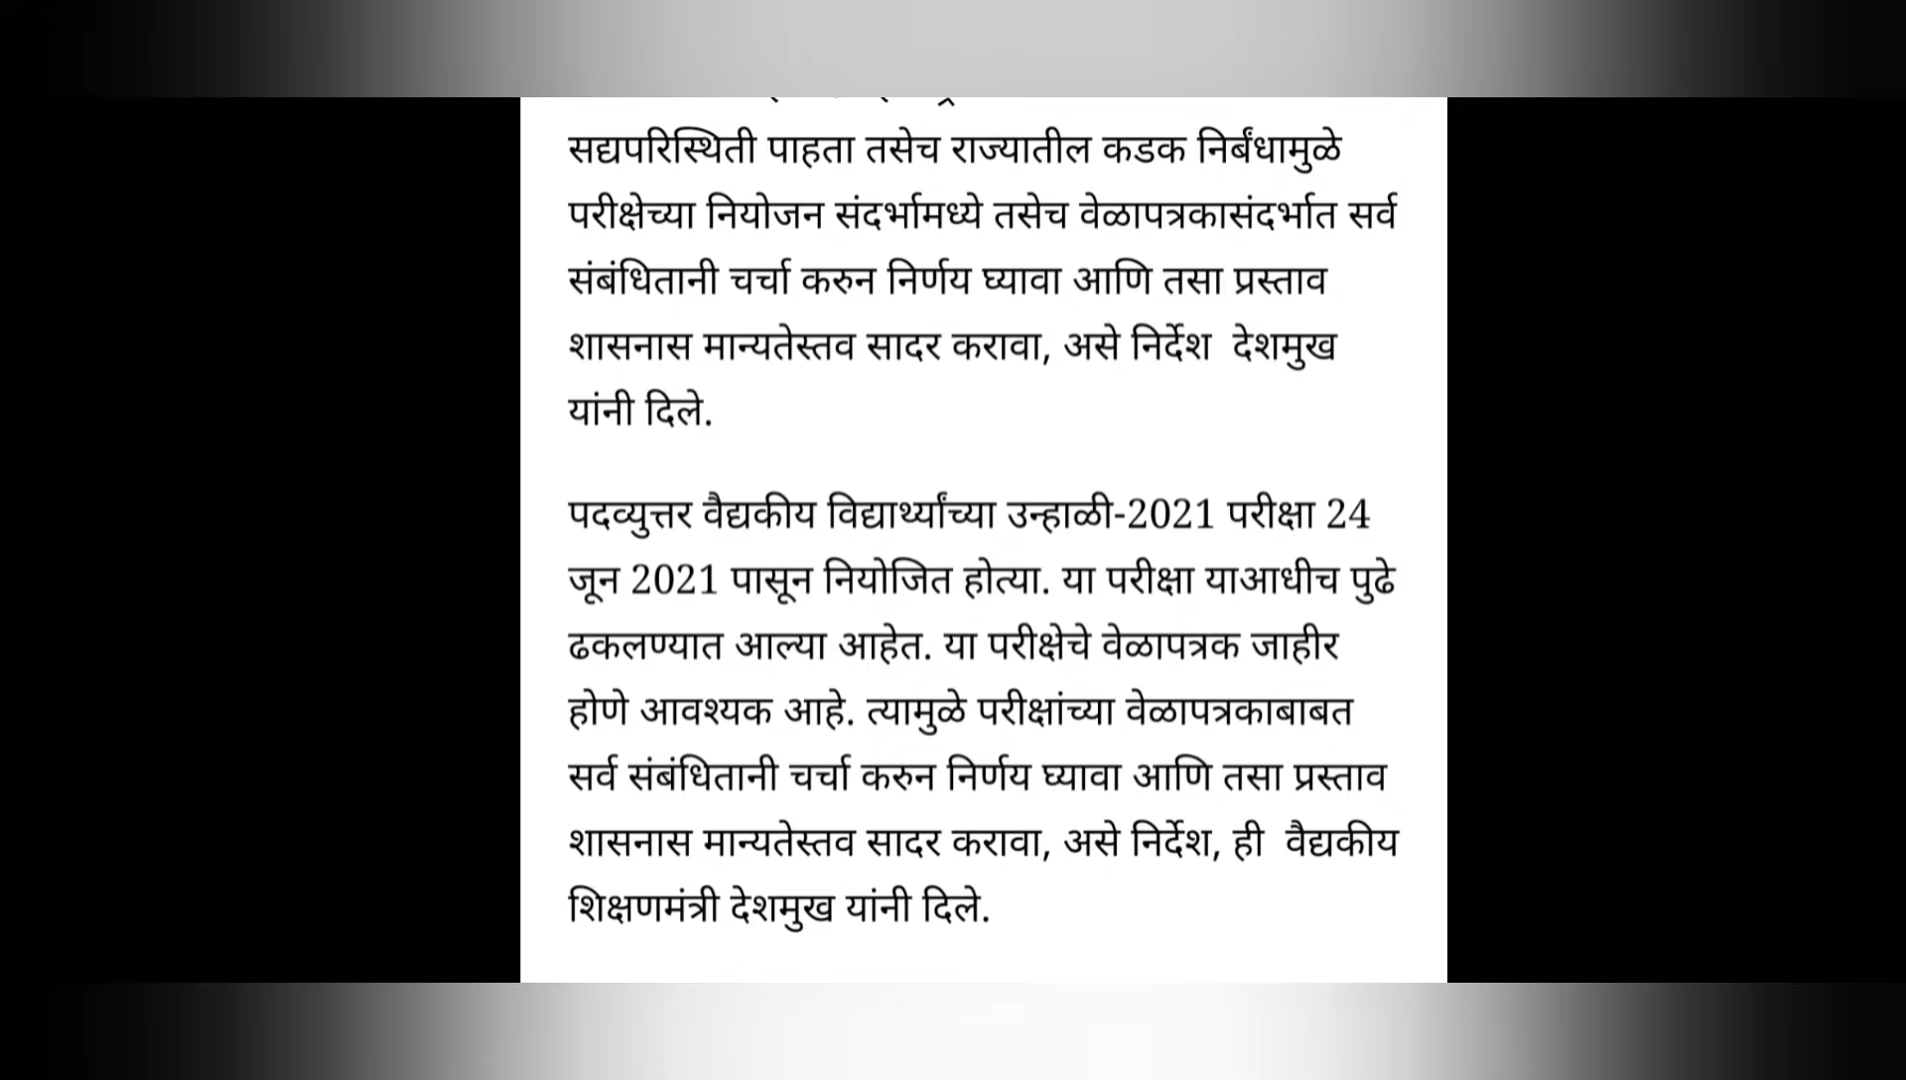 सद्यपरिस्थिती पाहता तसेच राज्यातील कडक निर्बंधामुळे
परीक्षेच्या नियोजन संदर्भामध्ये तसेच वेळापत्रकासंदर्भात सर्व
संबंधितानी चर्चा करुन निर्णय घ्यावा आणि तसा प्रस्ताव
शासनास मान्यतेस्तव सादर करावा, असे निर्देश  देशमुख
यांनी दिले.
पदव्युत्तर वैद्यकीय विद्यार्थ्यांच्या उन्हाळी-2021 परीक्षा 24
जून 2021 पासून नियोजित होत्या. या परीक्षा याआधीच पुढे
ढकलण्यात आल्या आहेत. या परीक्षेचे वेळापत्रक जाहीर
होणे आवश्यक आहे. त्यामुळे परीक्षांच्या वेळापत्रकाबाबत
सर्व संबंधितानी चर्चा करुन निर्णय घ्यावा आणि तसा प्रस्ताव
शासनास मान्यतेस्तव सादर करावा, असे निर्देश, ही  वैद्यकीय
शिक्षणमंत्री देशमुख यांनी दिले.